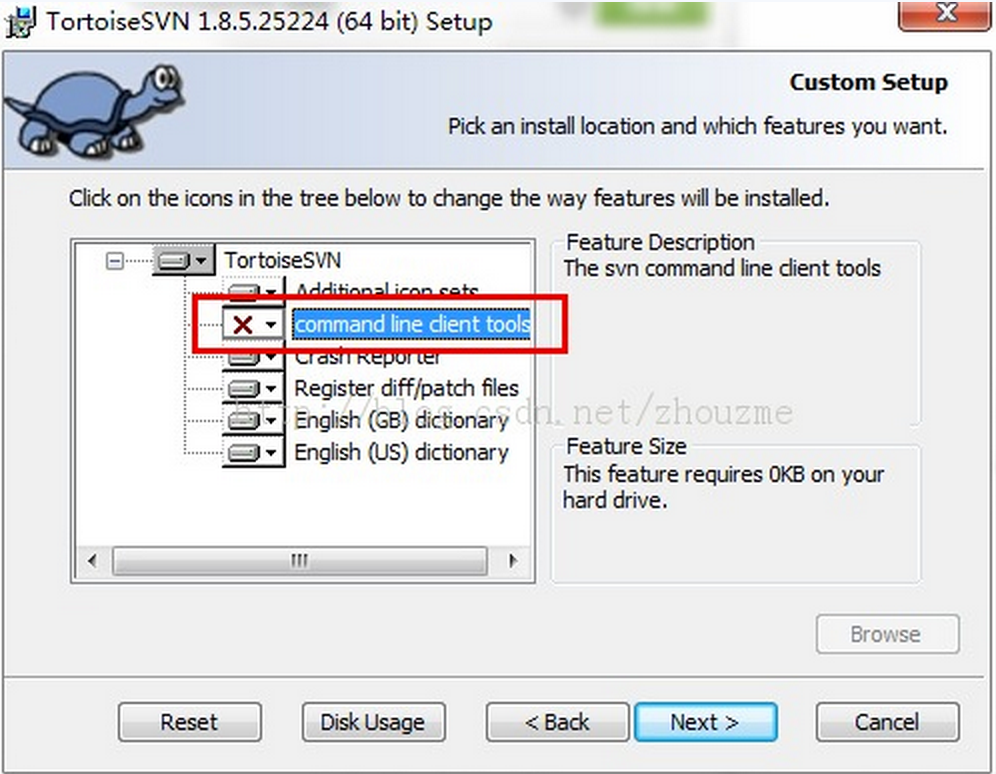 TortoiseSVN 1.8.5.25224 (64 bit) Setup
Custom Setup
Pick an install location and which features you want.
Click on the icons in the tree below to change the way features will be installed.
TortoiseSVN
Additional icon sets
command line client tools
Crash Reporter
Register diff/patch files
English (GB) dictionary
English (US) dictionary
Feature Description
The svn command line client tools
http://blog.csdn.net/zhouzme
Feature Size
This feature requires 0KB on your
hard drive.
Browse
Reset
Disk Usage
< Back
Next >
Cancel